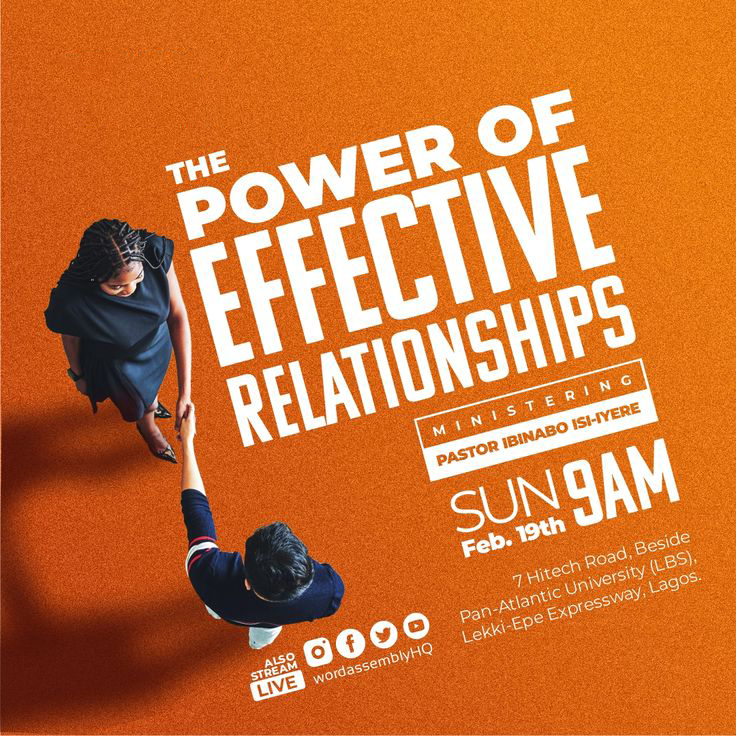 THE
POWER OF
EFFECTIVE
RELATIONSHIPS
MINISTERING
PASTOR IBINABO ISI-IYERE
SUN 9AM
Feb. 19th
7 Hitech Road, Beside
Pan-Atlantic University (LBS),
Lekki-Epe Expressway, Lagos.
ALSO
STREAM
LIVE
wordassemblyHQ